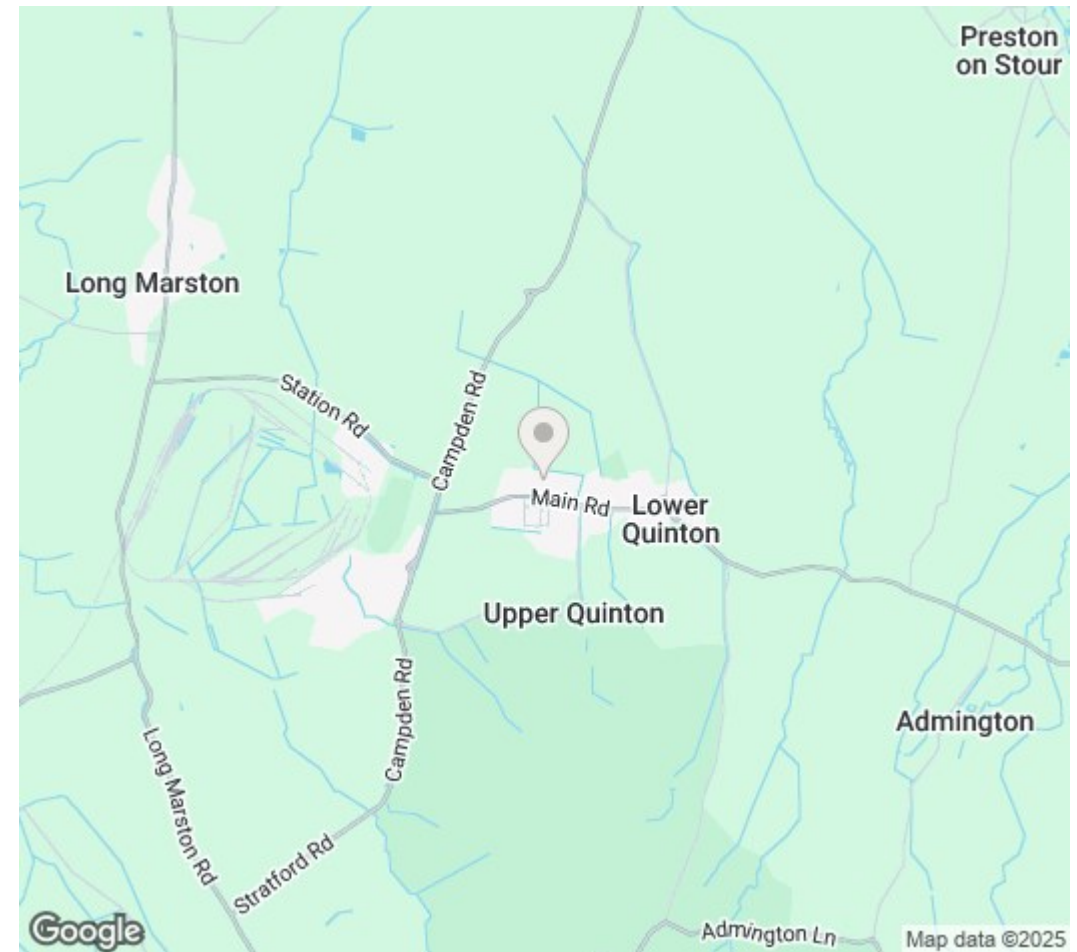 Preston
on Stour
Long Marston
Station Rd
Campden Rd
Main Rd
Lower
Quinton
Upper Quinton
Campden Rd
Admington
Long Marston Rd
Stratford Rd
Admington Ln
Google
Map data ©2025